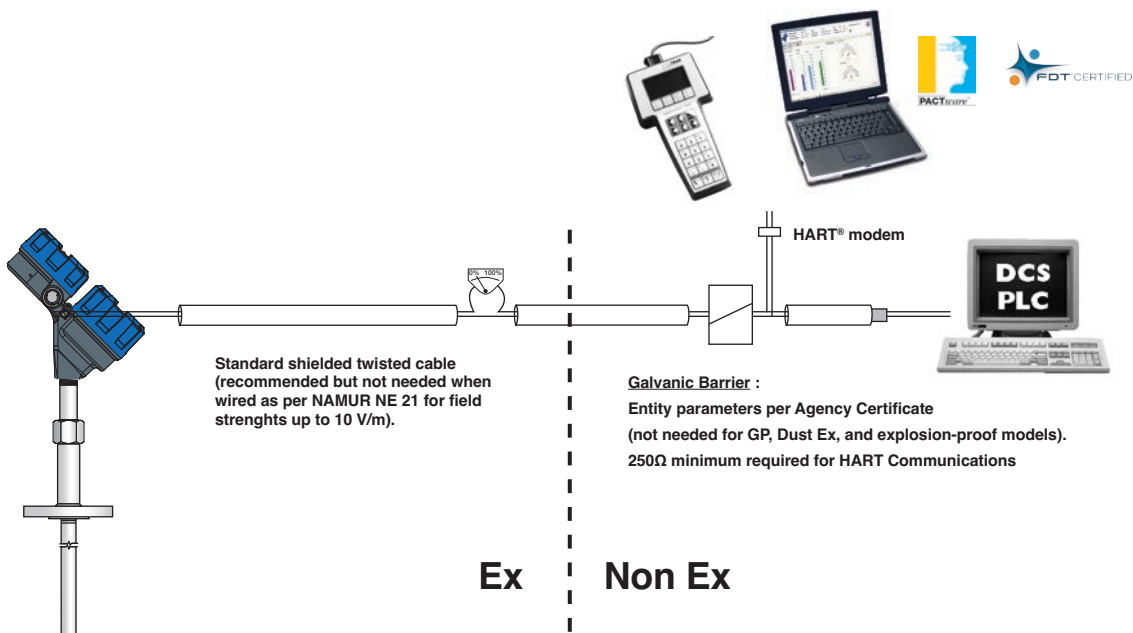 PACTware
FDT CERTIFIED
HART® modem
0% 100%
DCS
PLC
Standard shielded twisted cable
(recommended but not needed when
wired as per NAMUR NE 21 for field
strenghts up to 10 V/m).
Galvanic Barrier :
Entity parameters per Agency Certificate
(not needed for GP, Dust Ex, and explosion-proof models).
250Ω minimum required for HART Communications
Ex
Non Ex